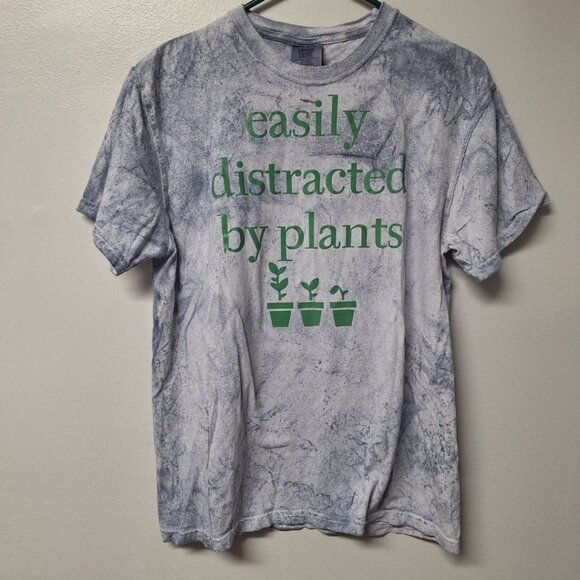 easily
distracted
by plants